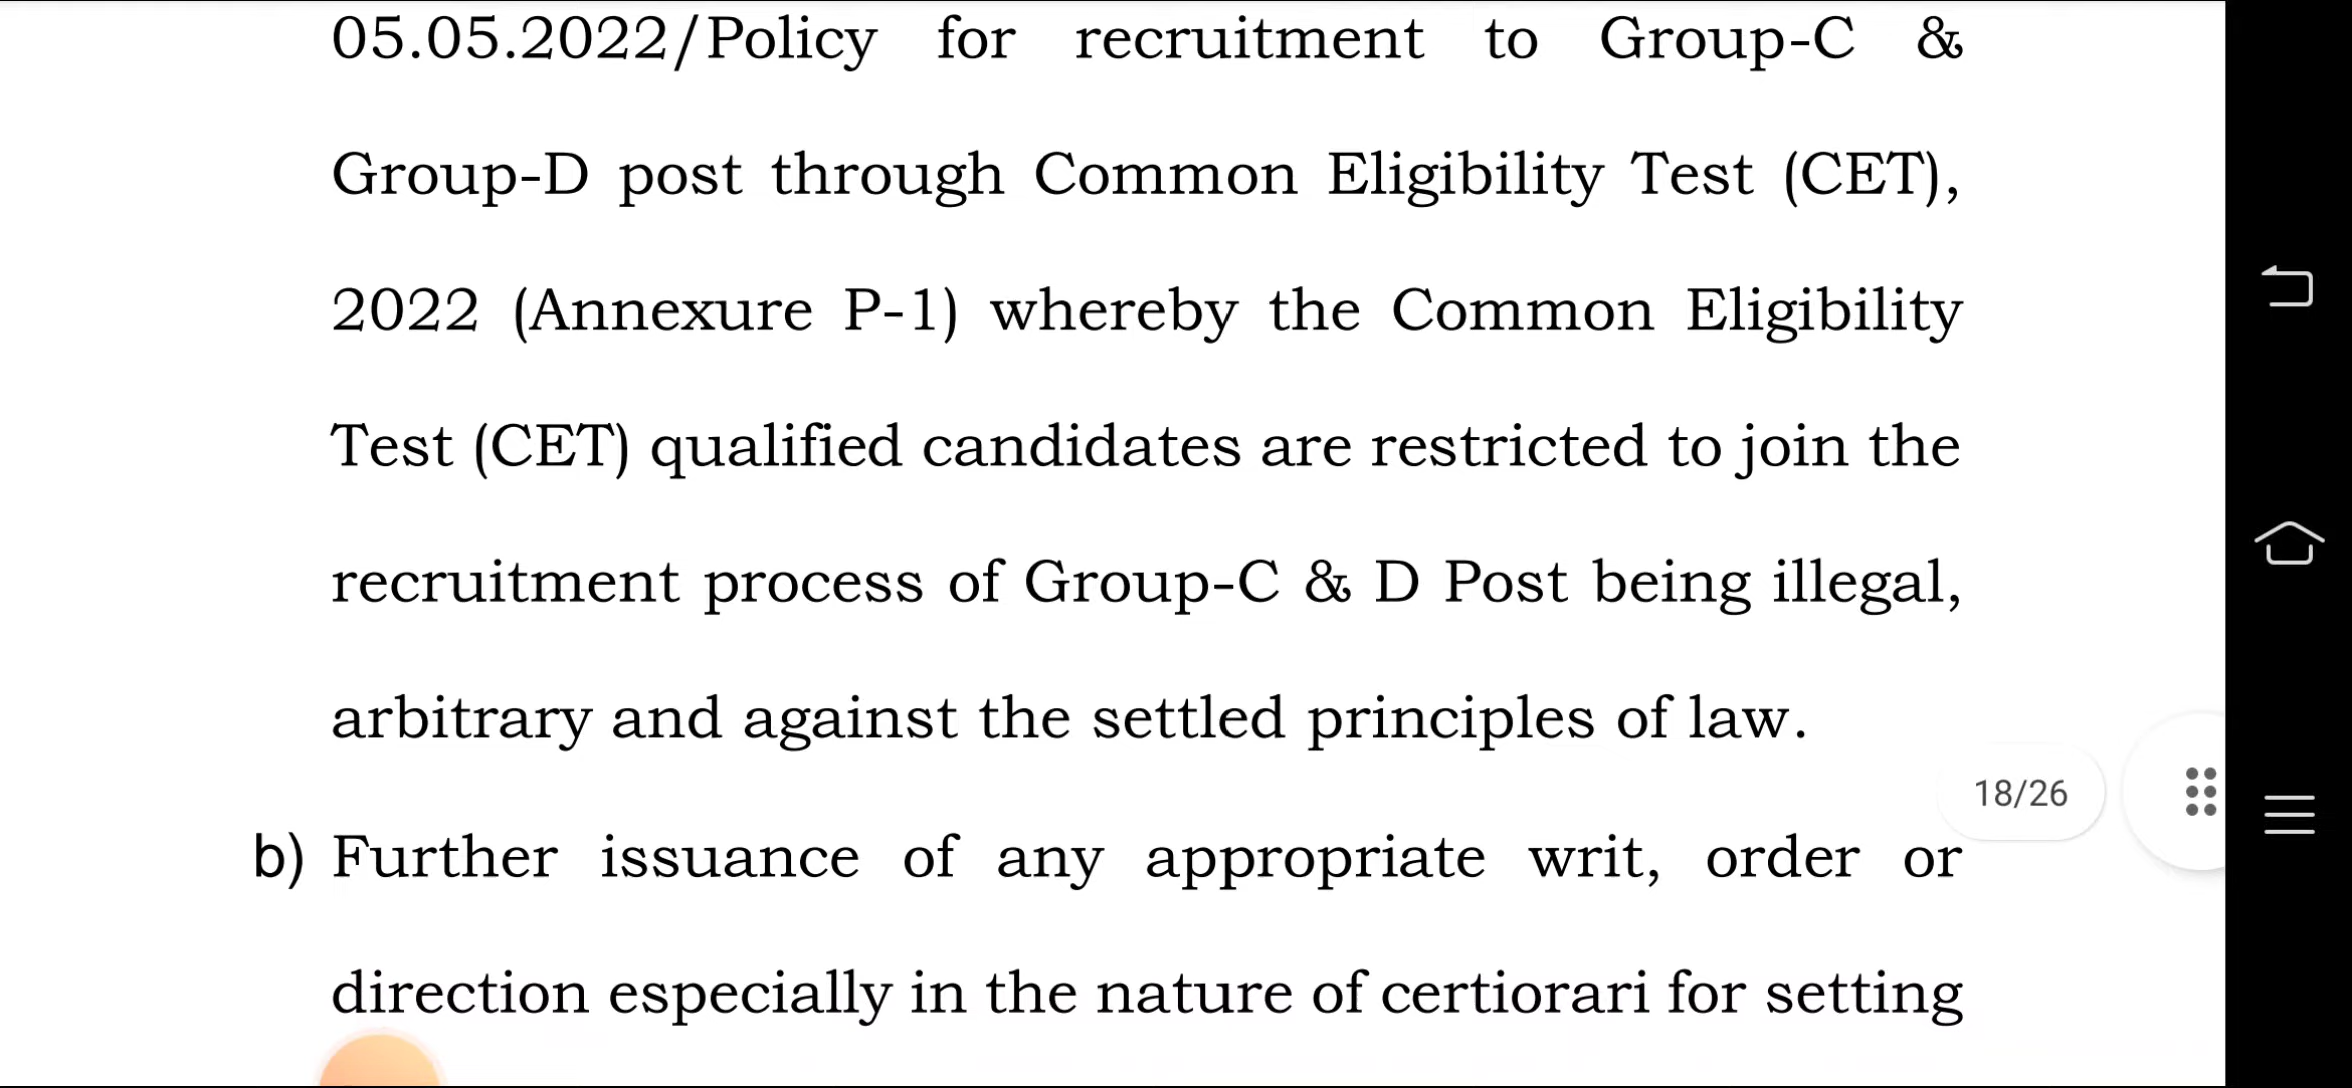 05.05.2022/Policy for recruitment to Group-C &
Group-D post through Common Eligibility Test (CET),
2022 (Annexure P-1) whereby the Common Eligibility
Test (CET) qualified candidates are restricted to join the
recruitment process of Group-C & D Post being illegal,
arbitrary and against the settled principles of law.
18/26
b) Further issuance of any appropriate writ, order or
direction especially in the nature of certiorari for setting